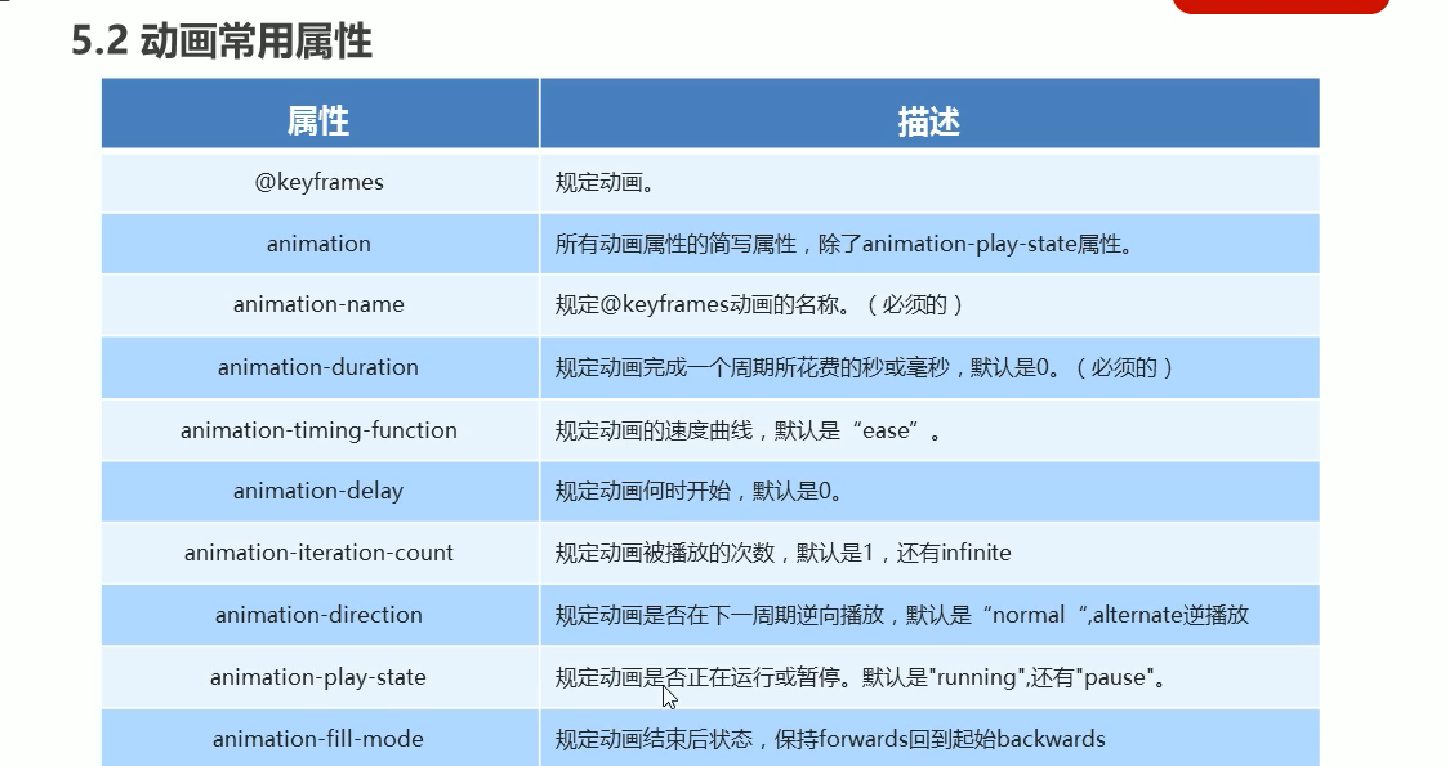 5.2 动画常用属性
属性 描述
@keyframes 规定动画。
animation 所有动画属性的简写属性，除了animation-play-state属性。
animation-name 规定@keyframes动画的名称。（必须的）
animation-duration 规定动画完成一个周期所花费的秒或毫秒，默认是0。（必须的）
animation-timing-function 规定动画的速度曲线，默认是“ease”。
animation-delay 规定动画何时开始，默认是0。
animation-iteration-count 规定动画被播放的次数，默认是1，还有infinite
animation-direction 规定动画是否在下一周期逆向播放，默认是“normal“,alternate逆播放
animation-play-state 规定动画是否正在运行或暂停。默认是"running",还有"pause"。
animation-fill-mode 规定动画结束后状态，保持forwards回到起始backwards